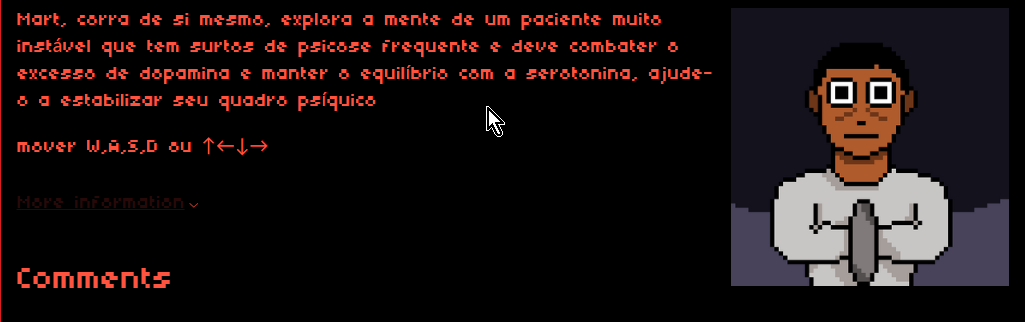 Mart, corra de si mesmo, explora a mente de um paciente muito
instável que tem surtos de psicose frequente e deve combater o
excesso de dopamina e manter o equilíbrio com a serotonina, ajude-
o a estabilizar seu quadro psíquico
mover W,A,S,D ou ↑←↓→
More information
Comments